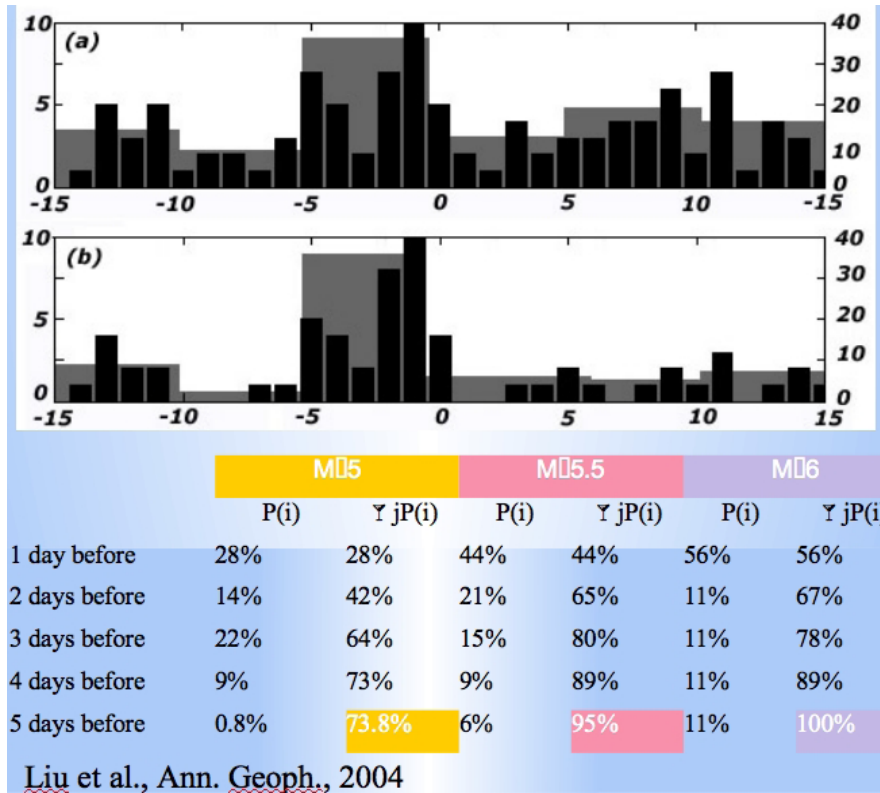 10 40
(a)
30
5 20
10
0 0
-15 -10 -5 0 5 10 -15
10 40
(b)
30
5 20
10
0 0
-15 -10 -5 0 5 10 15
M▯5 M▯5.5 M▯6
P(i) ϒ jP(i) P(i) ϒ jP(i) P(i) ϒ jP(i
1 day before 28% 28% 44% 44% 56% 56%
2 days before 14% 42% 21% 65% 11% 67%
3 days before 22% 64% 15% 80% 11% 78%
4 days before 9% 73% 9% 89% 11% 89%
5 days before 0.8% 73.8% 6% 95% 11% 100%
Liu et al., Ann. Geoph., 2004